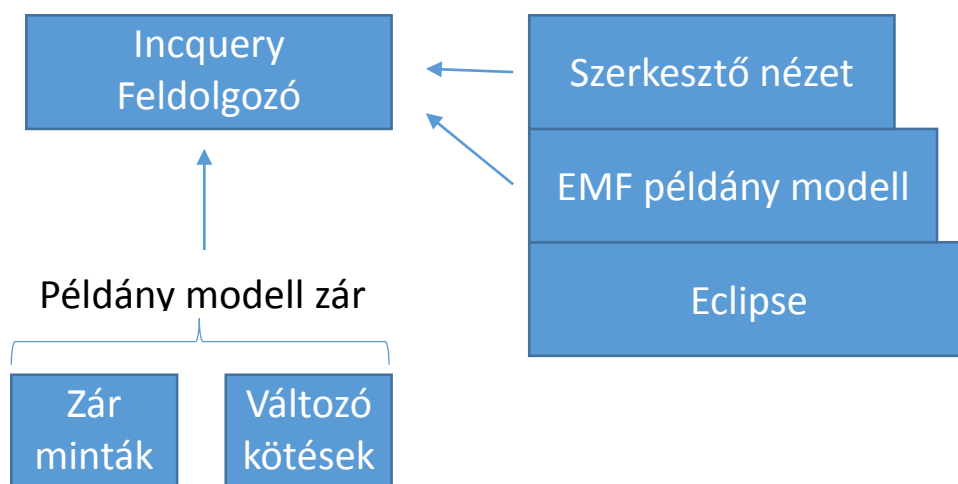 Incquery
Feldolgozó
Szerkesztő nézet
EMF példány modell
Eclipse
Példány modell zár
Zár
minták
Változó
kötések